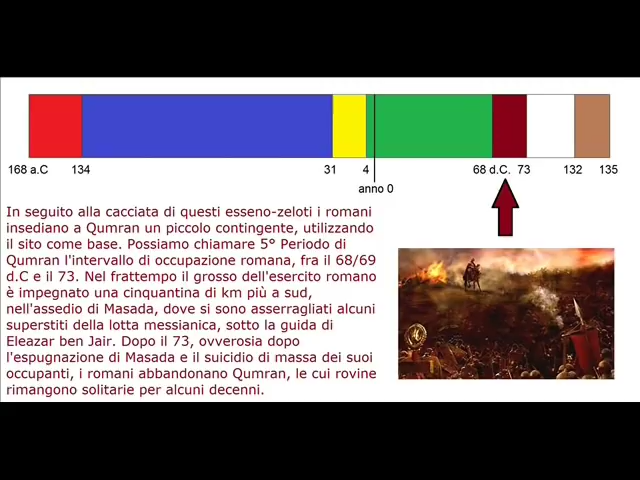 168 a.C 134 31 4 68 d.C. 73 132 135
anno 0
In seguito alla cacciata di questi esseno-zeloti i romani
insediano a Qumran un piccolo contingente, utilizzando
il sito come base. Possiamo chiamare 5° Periodo di
Qumran l'intervallo di occupazione romana, fra il 68/69
d.C e il 73. Nel frattempo il grosso dell'esercito romano
è impegnato una cinquantina di km più a sud,
nell'assedio di Masada, dove si sono asserragliati alcuni
superstiti della lotta messianica, sotto la guida di
Eleazar ben Jair. Dopo il 73, ovverosia dopo
l'espugnazione di Masada e il suicidio di massa dei suoi
occupanti, i romani abbandonano Qumran, le cui rovine
rimangono solitarie per alcuni decenni.